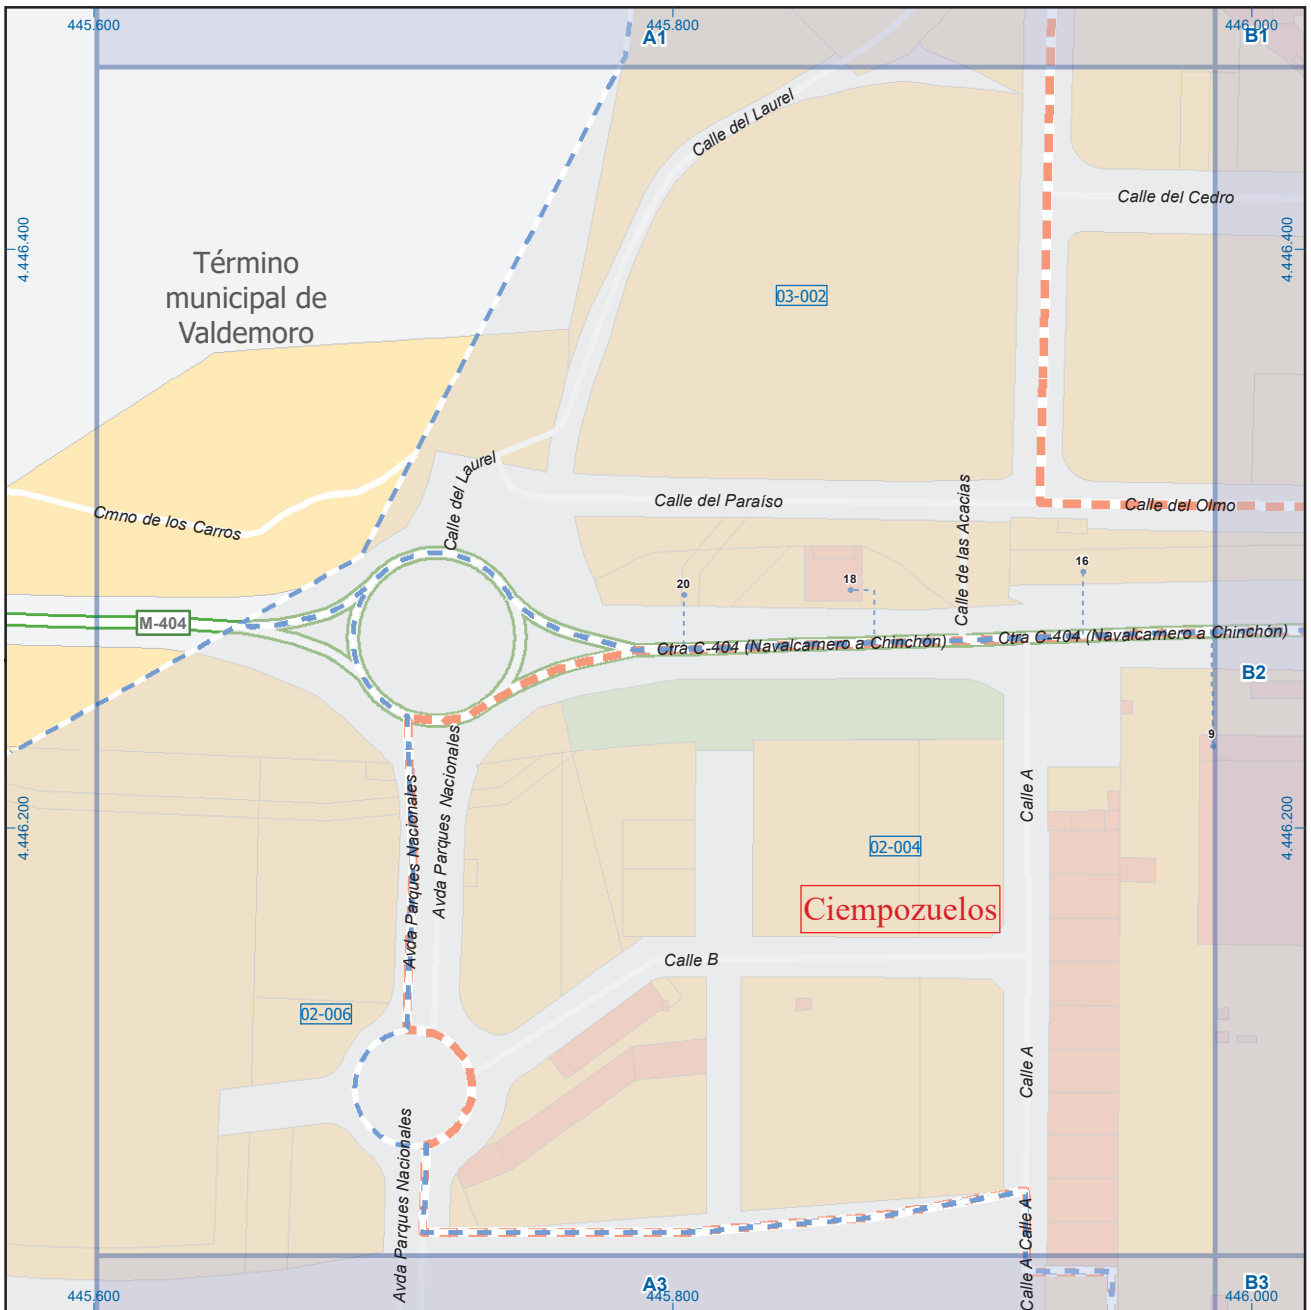 445.600
445.800
446.000
A1
B1
Calle del Laurel
Calle del Cedro
4.446.400
4.446.400
Término
municipal de
Valdemoro
03-002
Calle del Laurel
Calle del Paraíso
Calle de las Acacias
Calle del Olmo
Cmno de los Carros
20
18
16
M-404
Ctra C-404 (Navalcarnero a Chinchón)
Ctra C-404 (Navalcarnero a Chinchón)
B2
9
Avda Parques Nacionales
Avda Parques Nacionales
Calle A
4.446.200
4.446.200
02-004
Ciempozuelos
Calle B
02-006
Calle A
Avda Parques Nacionales
Calle A
Calle A
A3
B3
445.600
445.800
446.000